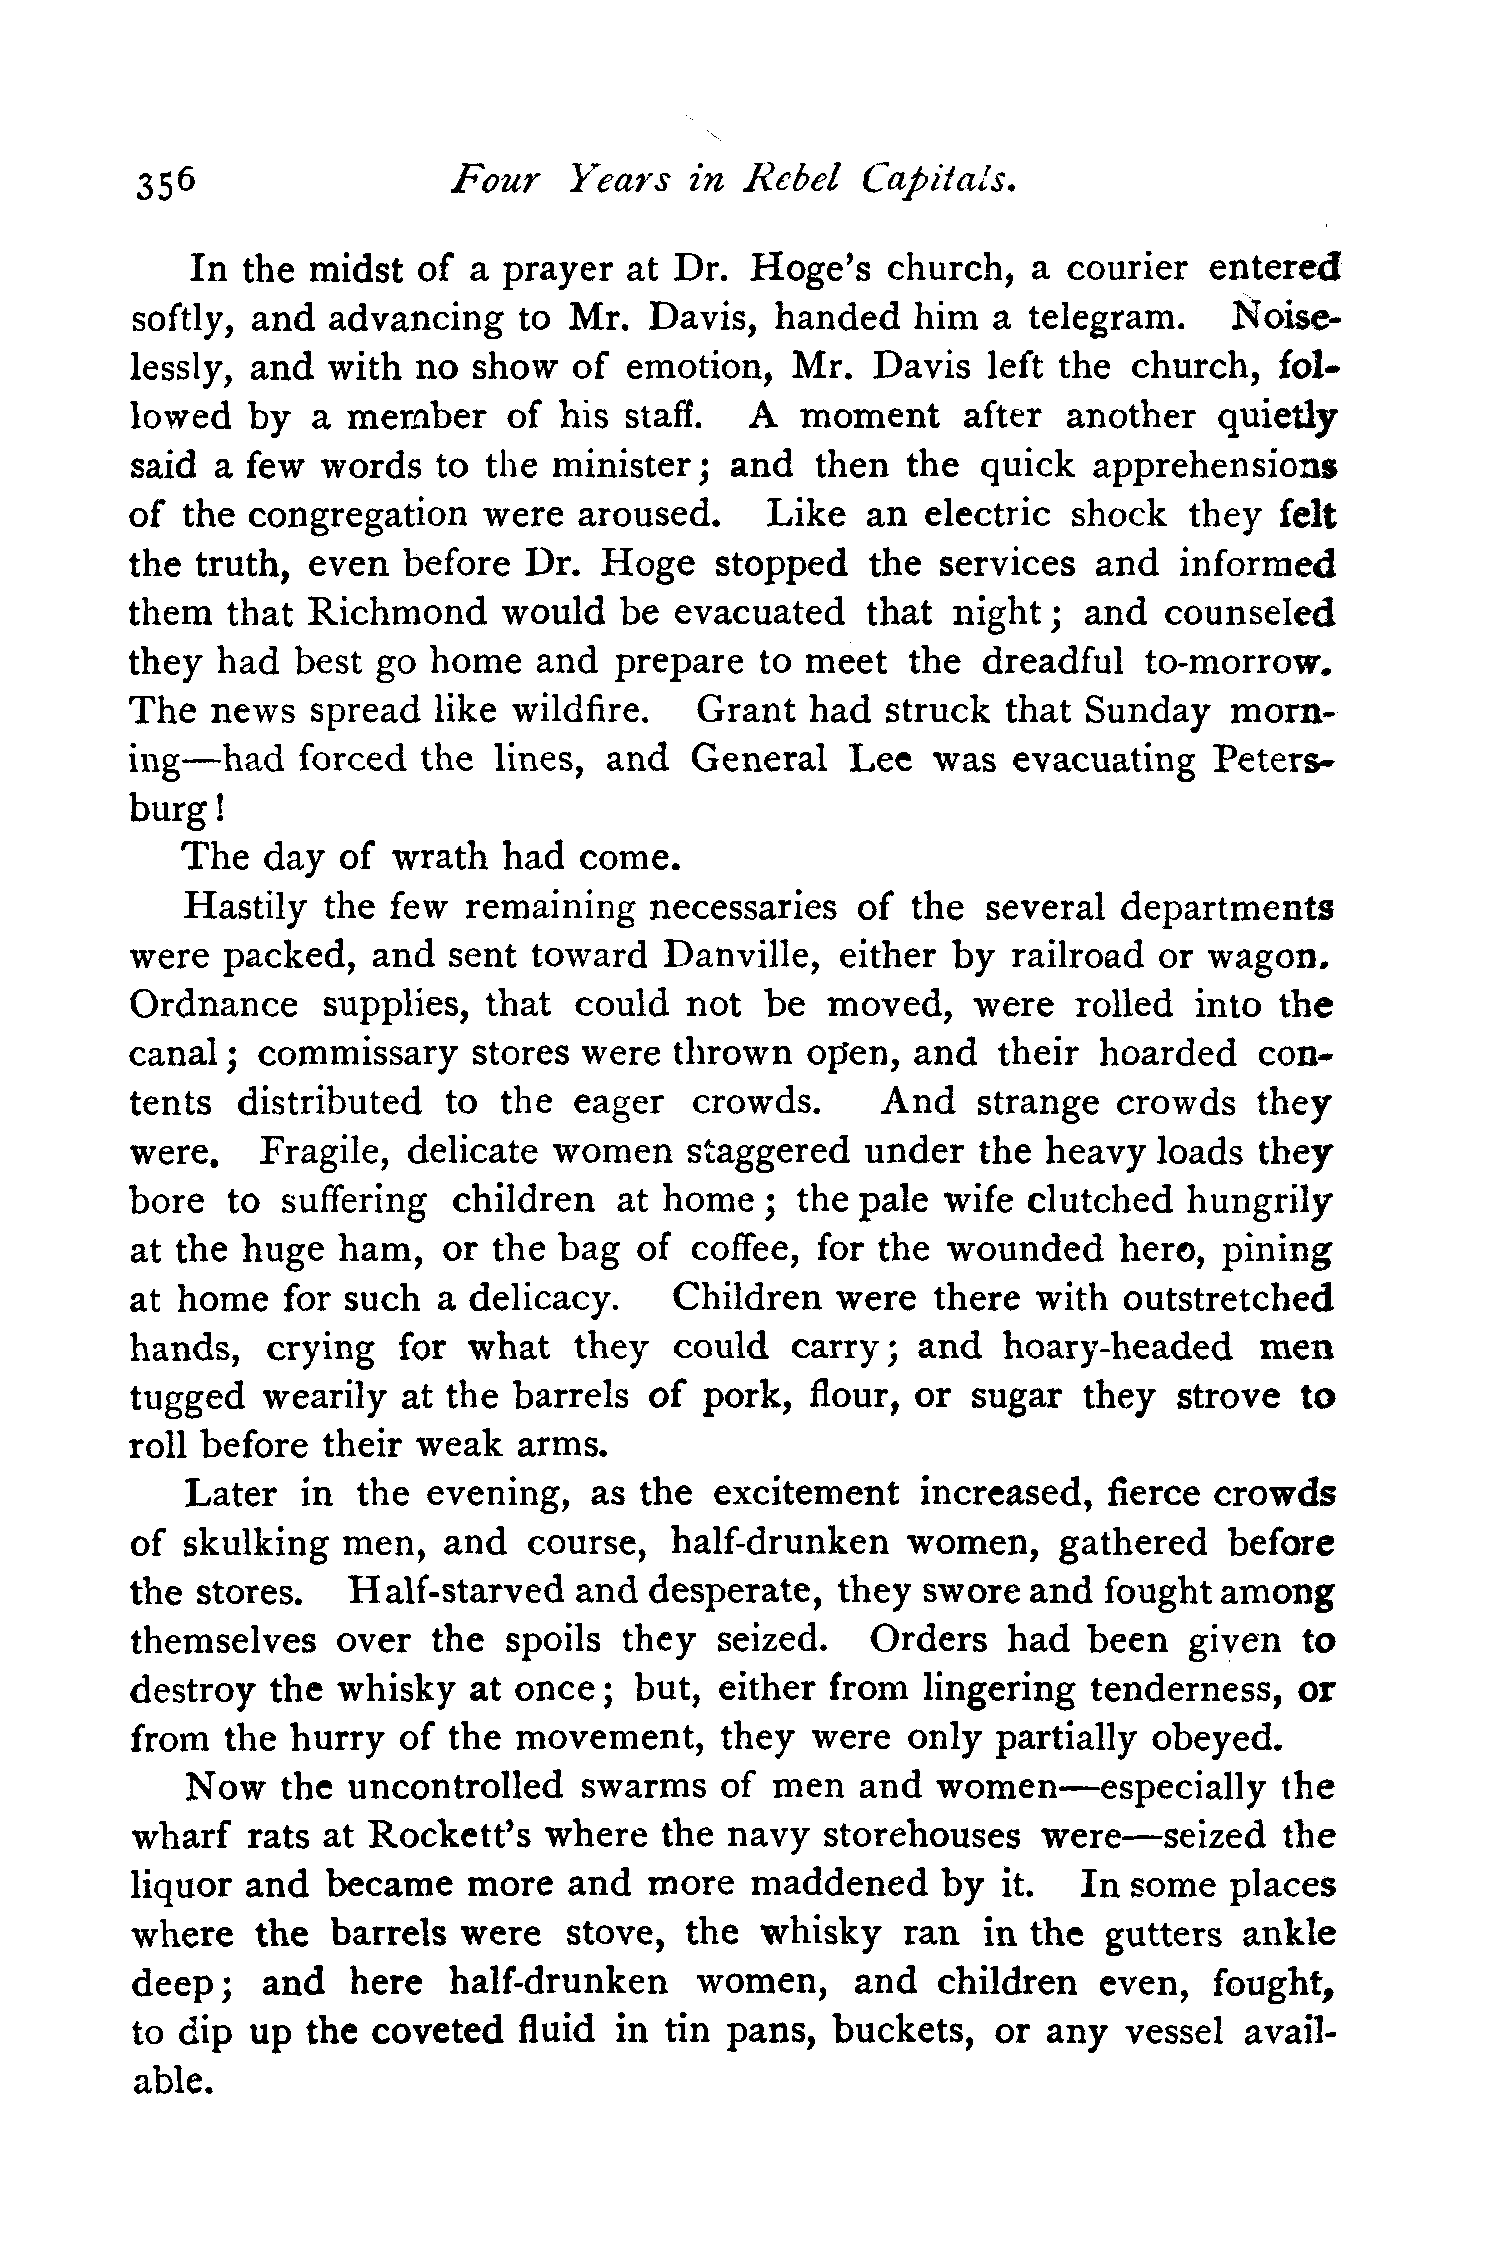 356 Four Years in Rebel Capitals.
In the midst of a prayer at Dr. Hoge's church, a courier entered
softly, and advancing to Mr. Davis, handed him a telegram. Noise-
lessly, and with no show of emotion, Mr. Davis left the church, fol-
lowed by a member of his staff. A moment after another quietly
said a few words to the minister; and then the quick apprehensions
of the congregation were aroused. Like an electric shock they felt
the truth, even before Dr. Hoge stopped the services and informed
them that Richmond would be evacuated that night; and counseled
they had best go home and prepare to meet the dreadful to-morrow.
The news spread like wildfire. Grant had struck that Sunday morn-
ing—had forced the lines, and General Lee was evacuating Peters-
burg!
The day of wrath had come.
Hastily the few remaining necessaries of the several departments
were packed, and sent toward Danville, either by railroad or wagon.
Ordnance supplies, that could not be moved, were rolled into the
canal; commissary stores were thrown open, and their hoarded con-
tents distributed to the eager crowds. And strange crowds they
were. Fragile, delicate women staggered under the heavy loads they
bore to suffering children at home; the pale wife clutched hungrily
at the huge ham, or the bag of coffee, for the wounded hero, pining
at home for such a delicacy. Children were there with outstretched
hands, crying for what they could carry; and hoary-headed men
tugged wearily at the barrels of pork, flour, or sugar they strove to
roll before their weak arms.
Later in the evening, as the excitement increased, fierce crowds
of skulking men, and course, half-drunken women, gathered before
the stores. Half-starved and desperate, they swore and fought among
themselves over the spoils they seized. Orders had been given to
destroy the whisky at once; but, either from lingering tenderness, or
from the hurry of the movement, they were only partially obeyed.
Now the uncontrolled swarms of men and women—especially the
wharf rats at Rockett's where the navy storehouses were—seized the
liquor and became more and more maddened by it. In some places
where the barrels were stove, the whisky ran in the gutters ankle
deep; and here half-drunken women, and children even, fought,
to dip up the coveted fluid in tin pans, buckets, or any vessel avail-
able.